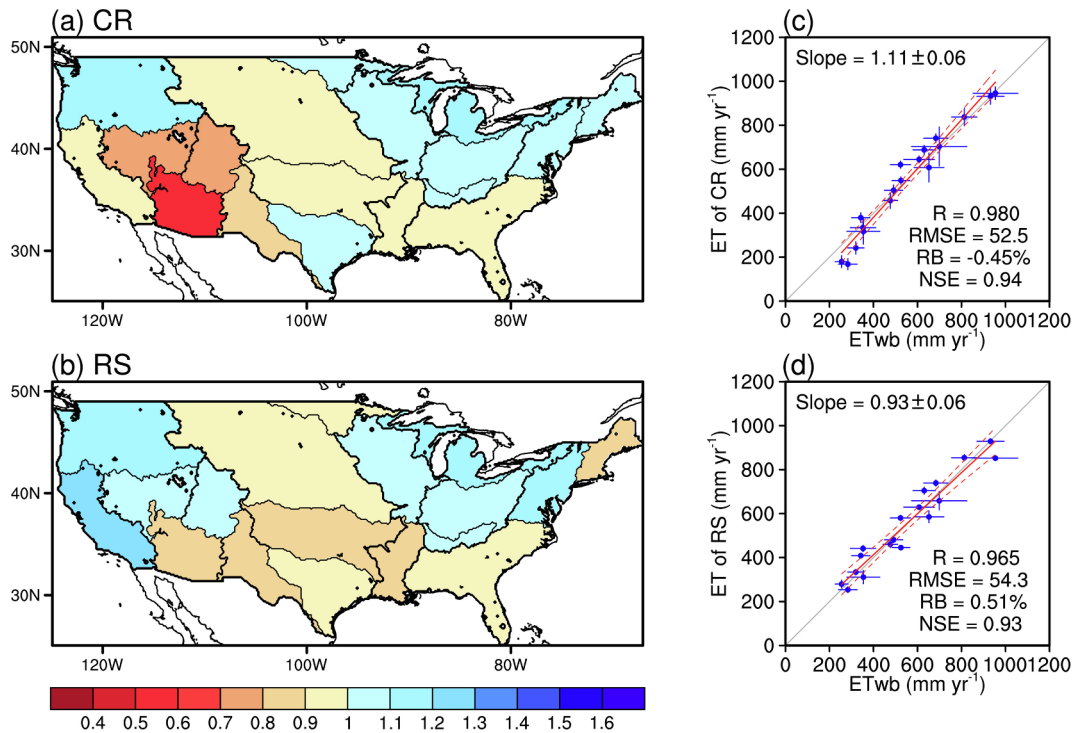 (a) CR
50N
40N
30N
120W 100W 80W
(b) RS
50N
40N
30N
120W 100W 80W
0.4 0.5 0.6 0.7 0.8 0.9 1 1.1 1.2 1.3 1.4 1.5 1.6
(c)
Slope = 1.11±0.06
1200
1000
800
600
400
200
0
ET of CR (mm yr⁻¹)
R = 0.980
RMSE = 52.5
RB = -0.45%
NSE = 0.94
0 200 400 600 800 1000 1200
ETwb (mm yr⁻¹)
(d)
Slope = 0.93±0.06
1200
1000
800
600
400
200
0
ET of RS (mm yr⁻¹)
R = 0.965
RMSE = 54.3
RB = 0.51%
NSE = 0.93
0 200 400 600 800 1000 1200
ETwb (mm yr⁻¹)